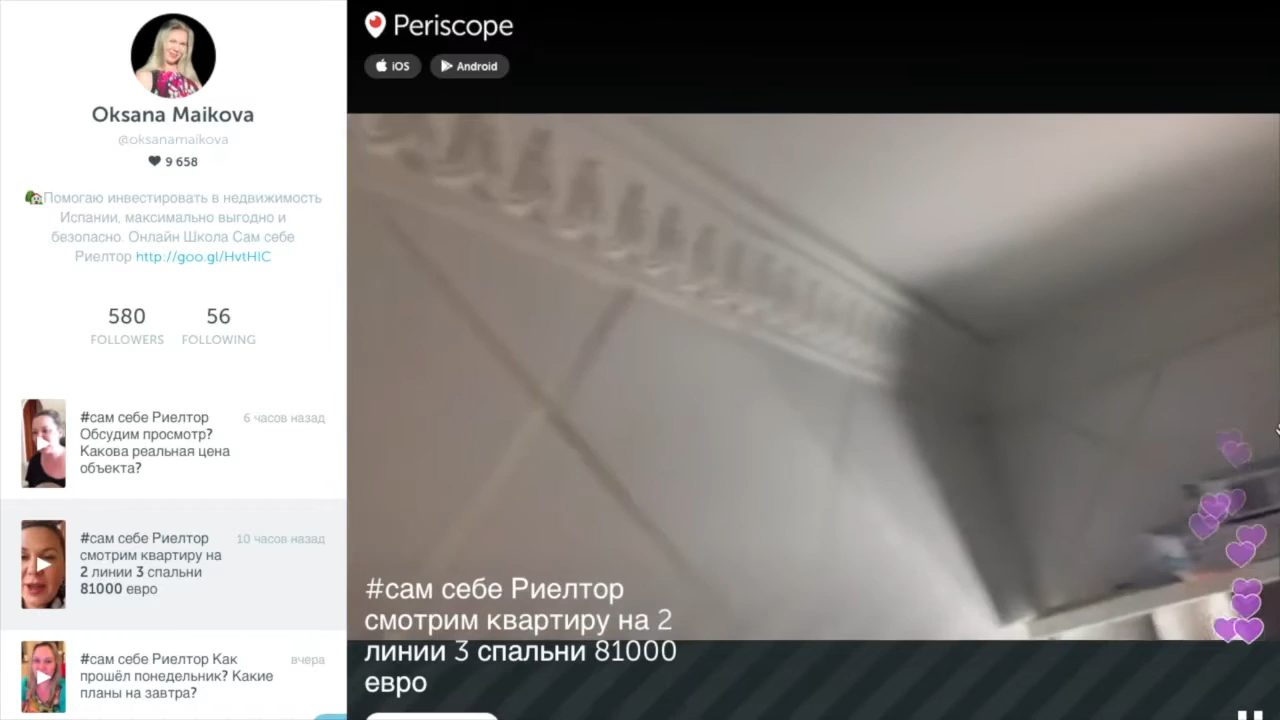 Oksana Maikova
@oksanamaikova
9 658
Помогаю инвестировать в недвижимость
Испании, максимально выгодно и
безопасно. Онлайн Школа Сам себе
Риелтор http://goo.gl/HvtHIC
580 56
FOLLOWERS FOLLOWING
#сам себе Риелтор 6 часов назад
Обсудим просмотр?
Какова реальная цена
объекта?
#сам себе Риелтор 10 часов назад
смотрим квартиру на
2 линии 3 спальни
81000 евро
#сам себе Риелтор Как вчера
прошёл понедельник? Какие
планы на завтра?
Periscope
iOS Android
#сам себе Риелтор
смотрим квартиру на 2
линии 3 спальни 81000
евро